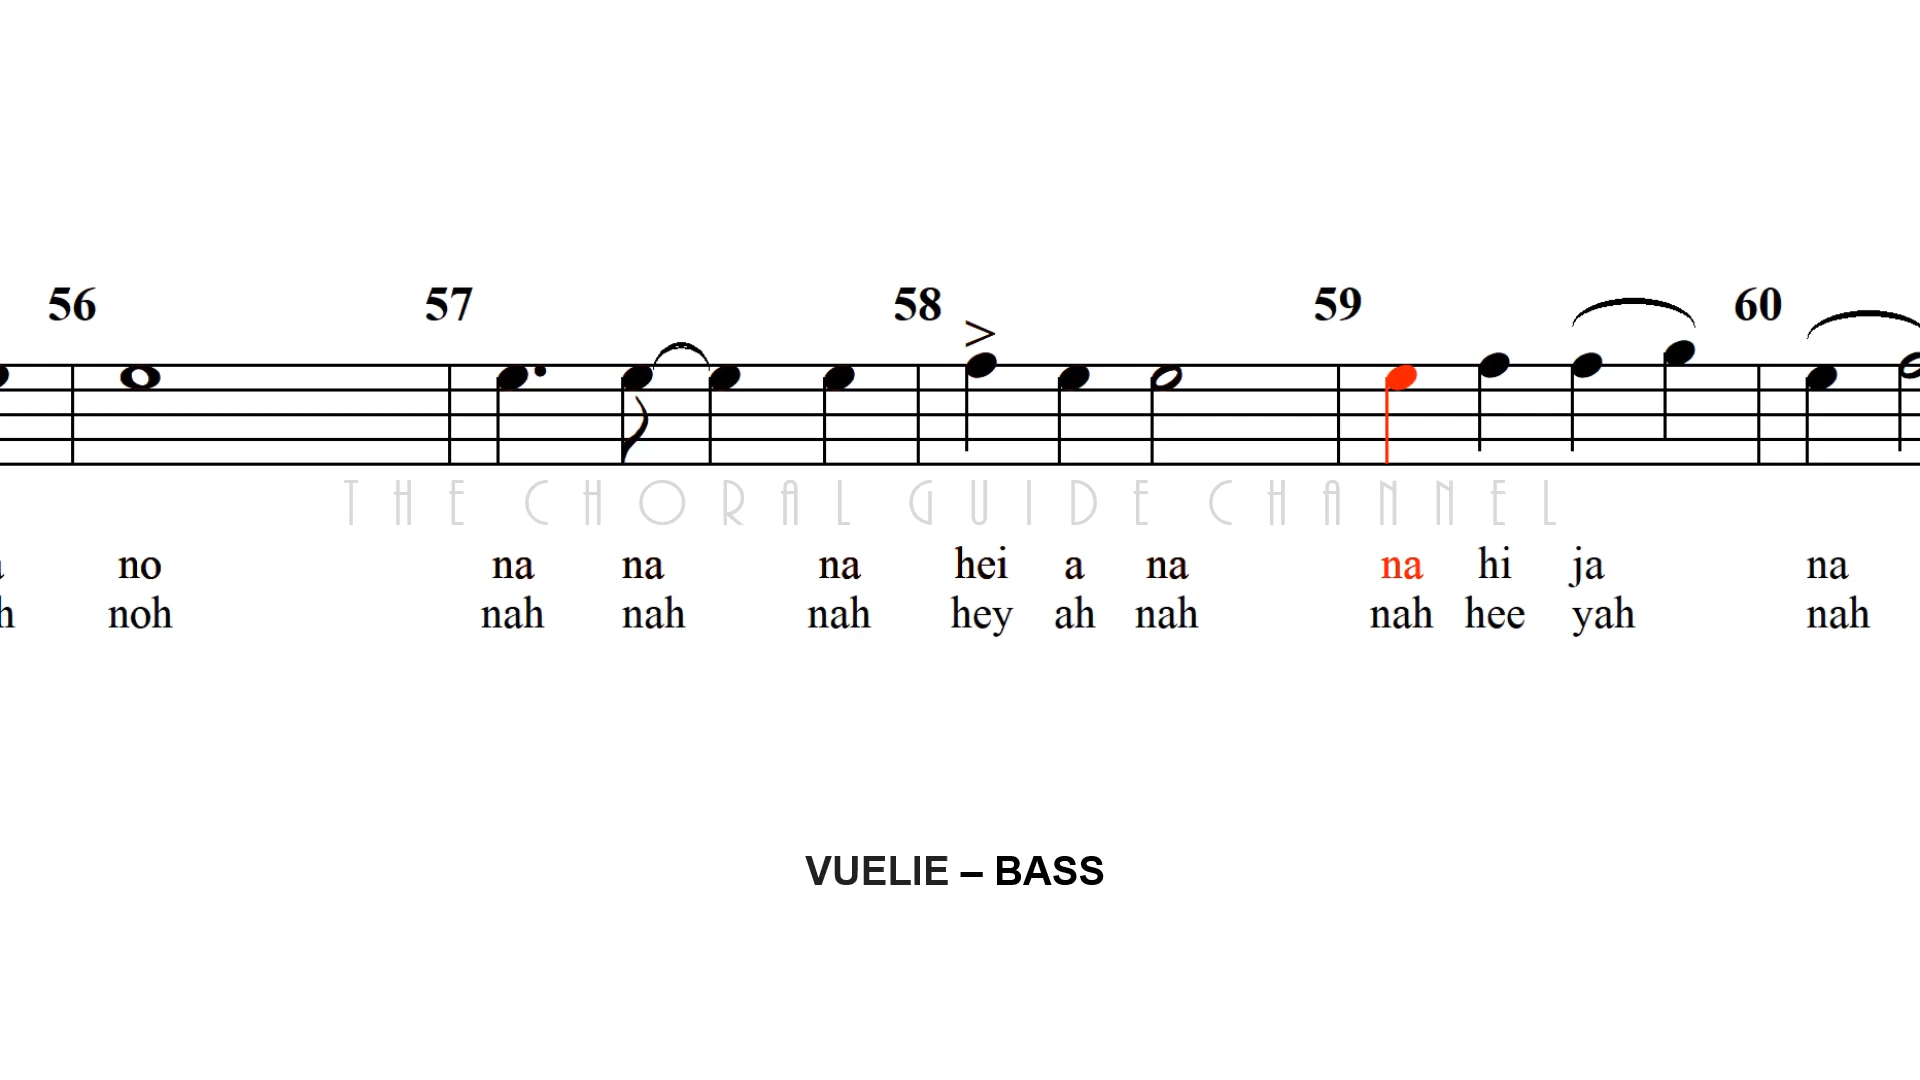 56 57 58 59 60
THE CHORAL GUIDE CHANNEL
no na na na hei a na na hi ja na
noh nah nah nah hey ah nah nah hee yah nah
VUELIE – BASS